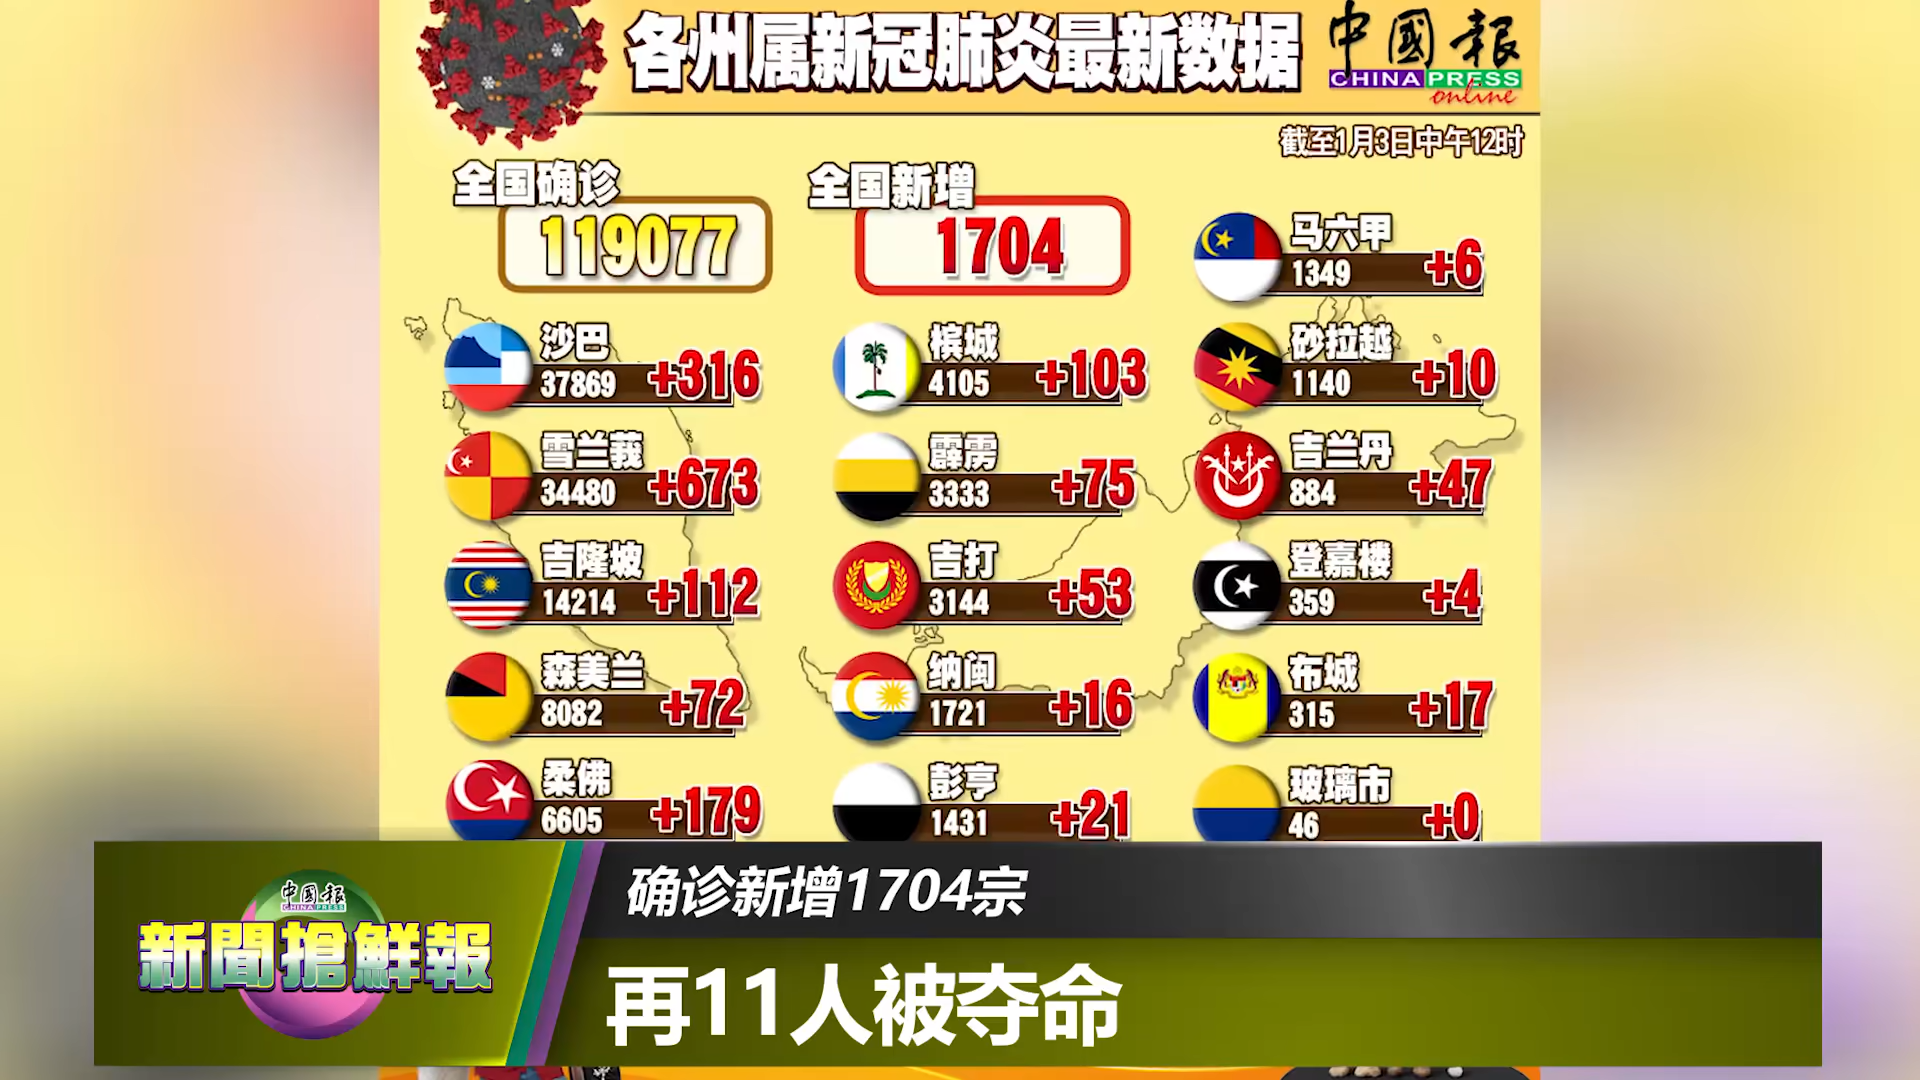 各州属新冠肺炎最新数据
中國報
CHINA PRESS
online
截至1月3日中午12时
全国确诊
119077
全国新增
1704
沙巴
37869 +316
雪兰莪
34480 +673
吉隆坡
14214 +112
森美兰
8082 +72
柔佛
6605 +179
槟城
4105 +103
霹雳
3333 +75
吉打
3144 +53
纳闽
1721 +16
彭亨
1431 +21
马六甲
1349 +6
砂拉越
1140 +10
吉兰丹
884 +47
登嘉楼
359 +4
布城
315 +17
玻璃市
46 +0
中國報
CHINA PRESS
新聞搶鮮報
确诊新增1704宗
再11人被夺命